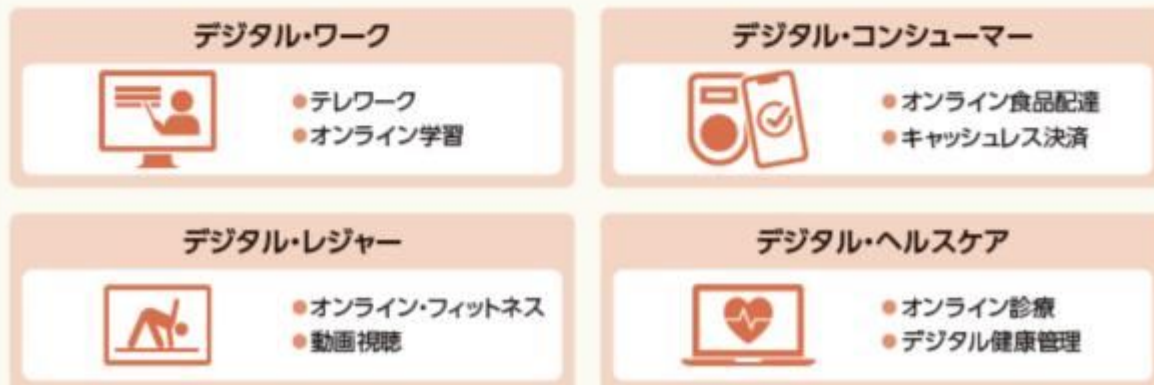 デジタル・ワーク
●テレワーク
●オンライン学習
デジタル・コンシューマー
●オンライン食品配達
●キャッシュレス決済
デジタル・レジャー
●オンライン・フィットネス
●動画視聴
デジタル・ヘルスケア
●オンライン診療
●デジタル健康管理